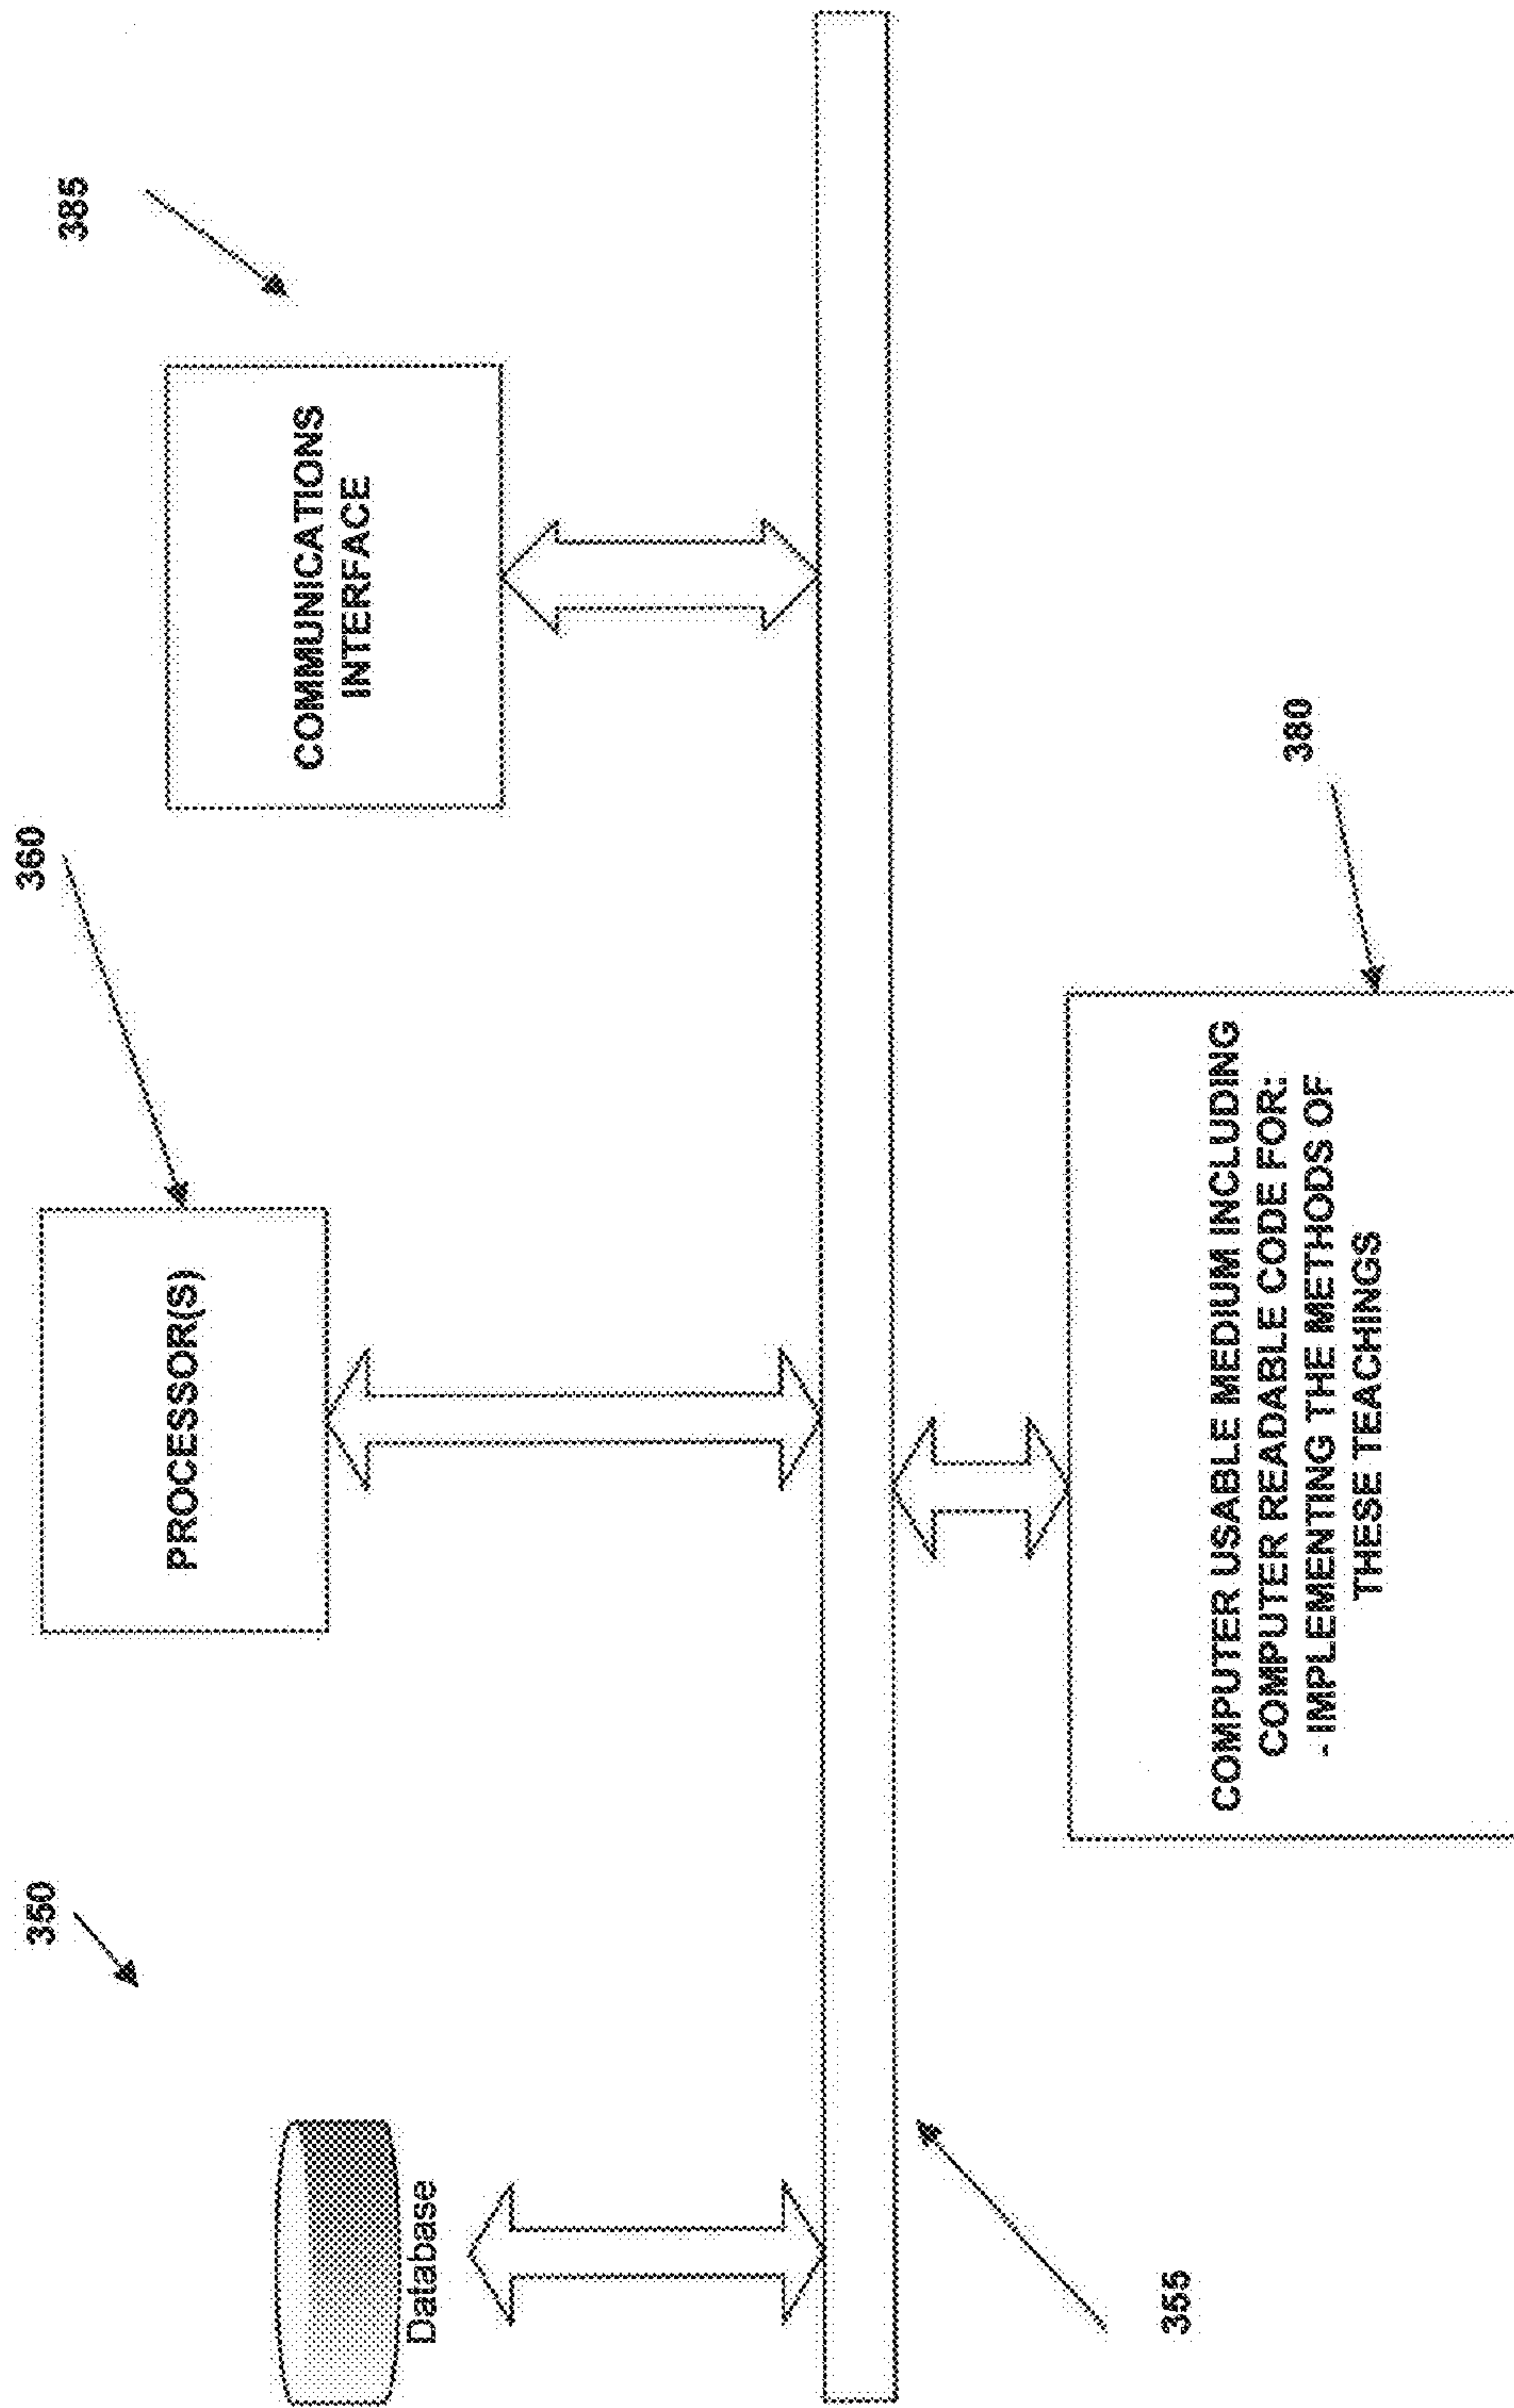 350
360
385
Database
PROCESSOR(S)
COMMUNICATIONS
INTERFACE
355
380
COMPUTER USABLE MEDIUM INCLUDING
COMPUTER READABLE CODE FOR:
- IMPLEMENTING THE METHODS OF
THESE TEACHINGS